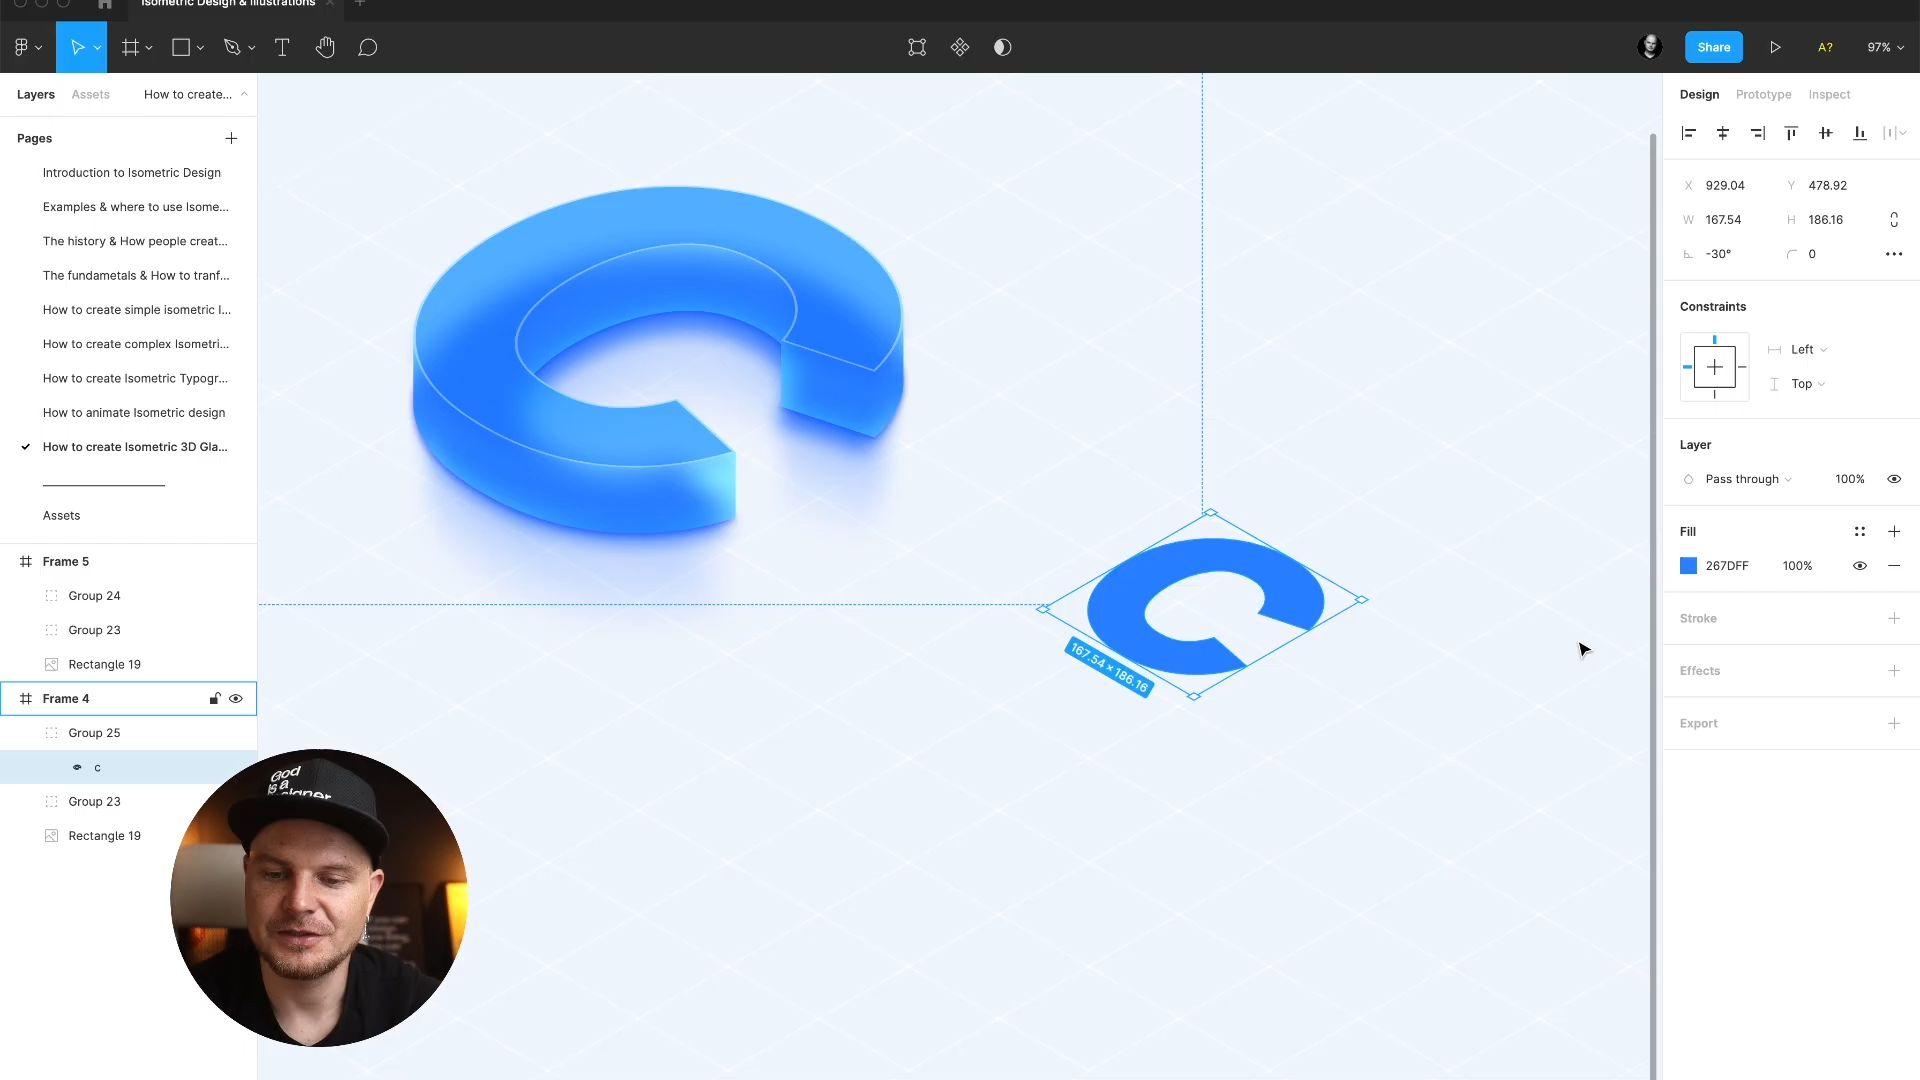 Isometric Design & Illustrations
Share
A?
97%
Layers
Assets
How to create...
Design
Prototype
Inspect
Pages
Introduction to Isometric Design
Examples & where to use Isome...
The history & How people creat...
The fundametals & How to tranf...
How to create simple isometric I...
How to create complex Isometri...
How to create Isometric Typogr...
How to animate Isometric design
How to create Isometric 3D Gla...
Assets
Frame 5
Group 24
Group 23
Rectangle 19
Frame 4
Group 25
c
Group 23
Rectangle 19
God
is a
167.54 × 186.16
X 929.04
Y 478.92
W 167.54
H 186.16
-30°
0
Constraints
Left
Top
Layer
Pass through
100%
Fill
267DFF
100%
Stroke
Effects
Export